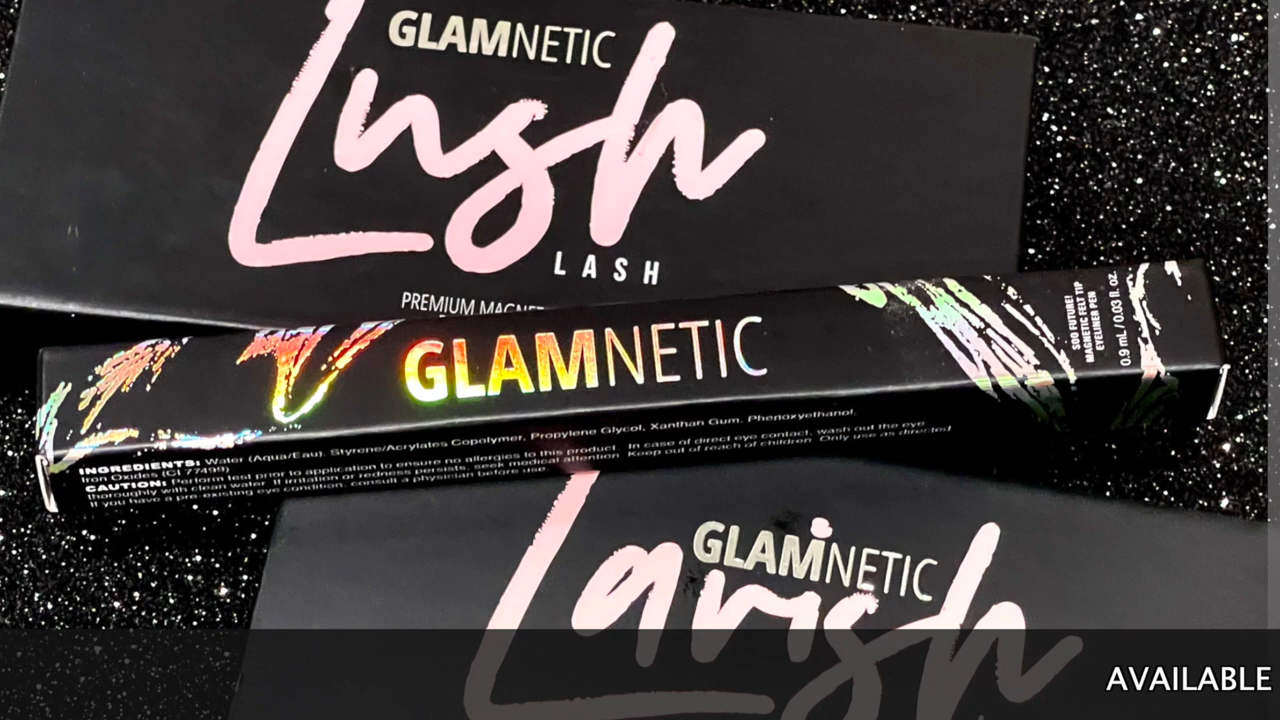 GLAMNETIC
Lush
LASH
PREMIUM MAGNET
GLAMNETIC
SOO FUTURE!
MAGNETIC FELT TIP
EYELINER PEN
0.9 mL / 0.03 fl. oz.
INGREDIENTS: Water (Aqua/Eau), Styrene/Acrylates Copolymer, Propylene Glycol, Xanthan Gum, Phenoxyethanol.
Iron Oxides (CI 77499)
CAUTION: Perform test prior to application to ensure no allergies to this product. In case of direct eye contact, wash out the eye
thoroughly with clean water. If irritation or redness persists, seek medical attention. Keep out of reach of children. Only use as directed
If you have a pre-existing eye condition, consult a physician before use
GLAMNETIC
Lavish
AVAILABLE